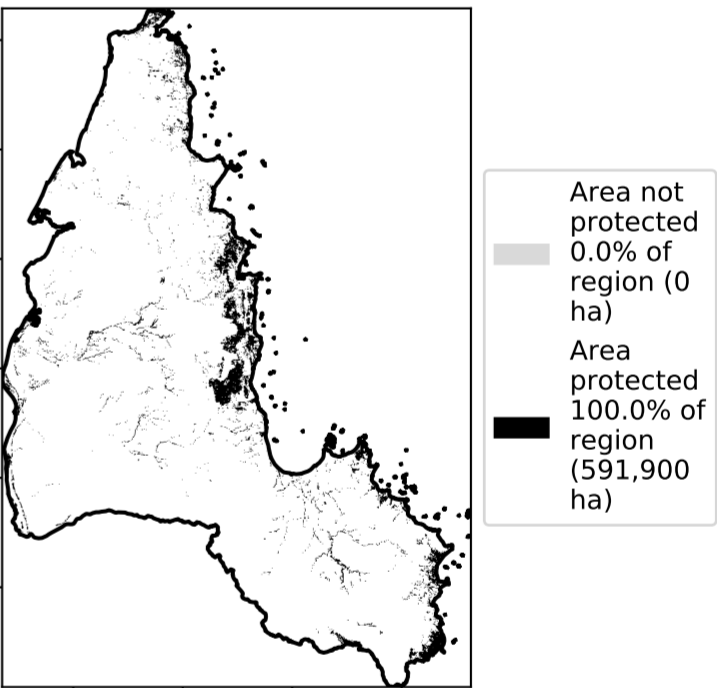 Area not
protected
0.0% of
region (0
ha)
Area
protected
100.0% of
region
(591,900
ha)